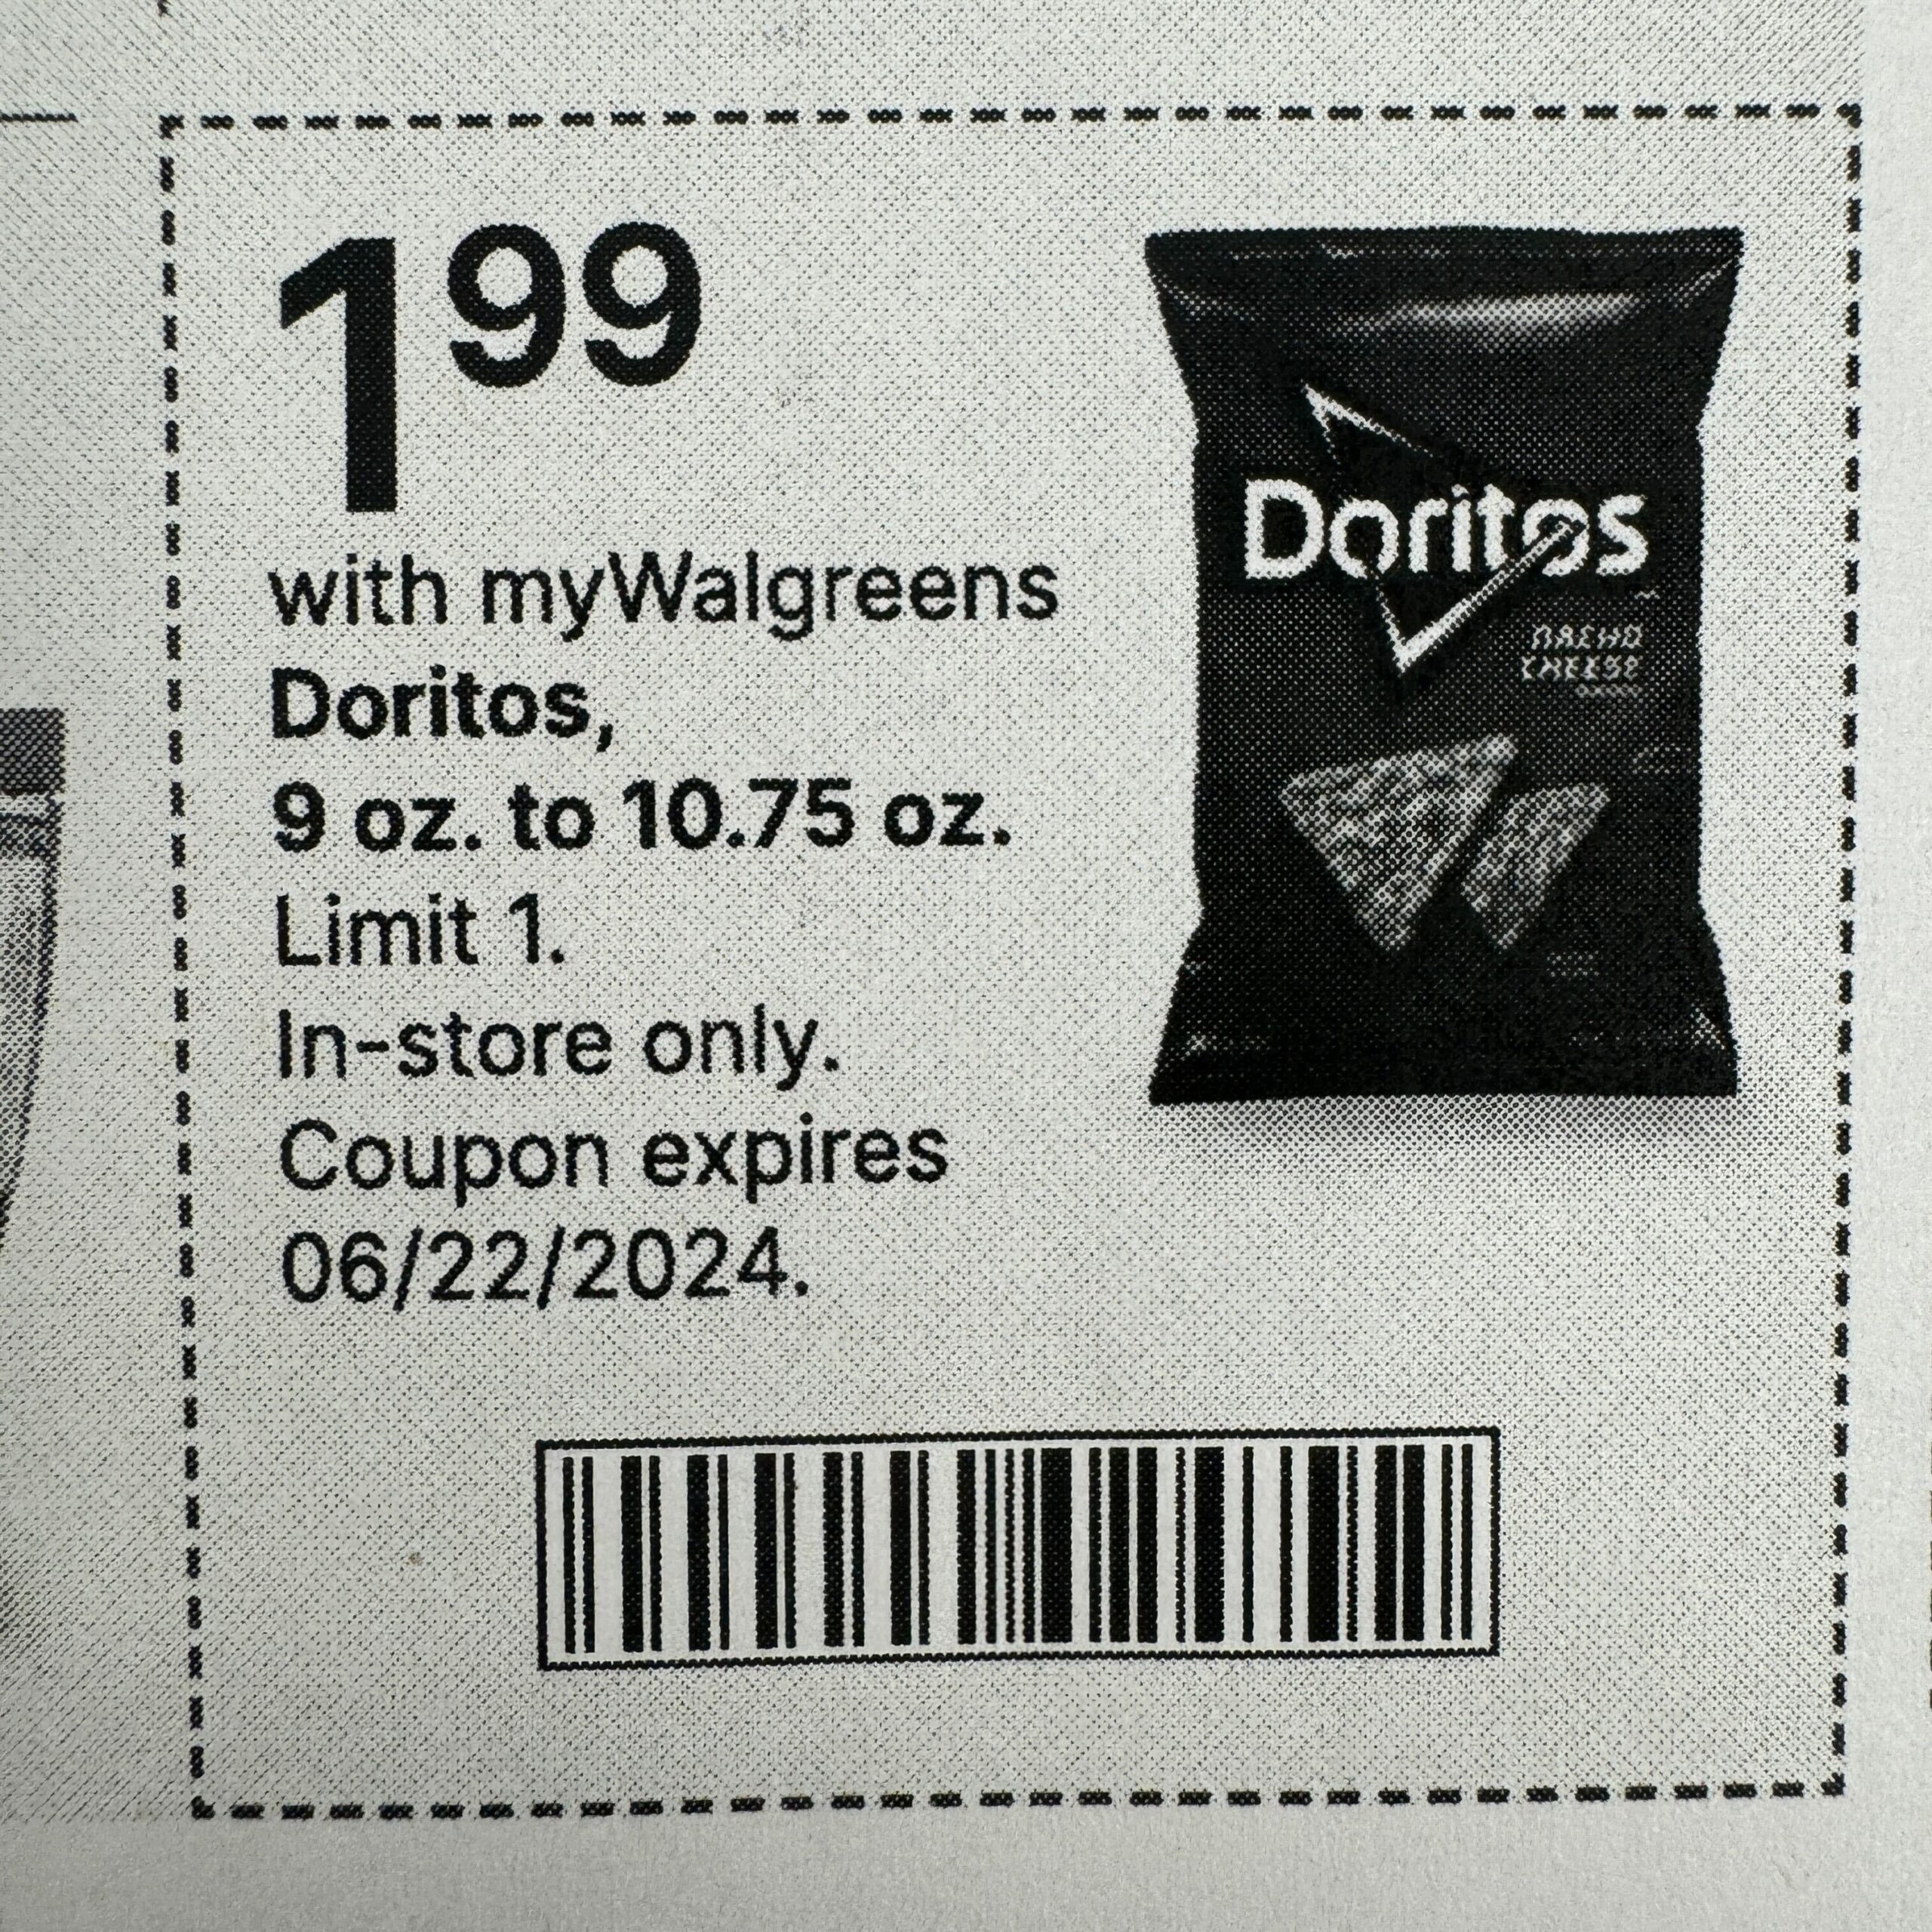 199
with myWalgreens
Doritos,
9 oz. to 10.75 oz.
Limit 1.
In-store only.
Coupon expires
06/22/2024.
Doritos
NACHO
CHEESE